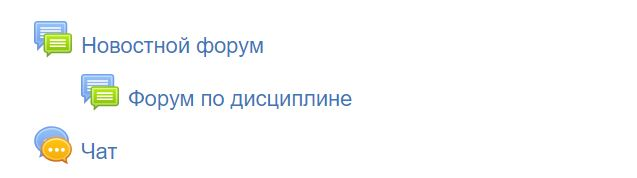 Новостной форум
Форум по дисциплине
Чат